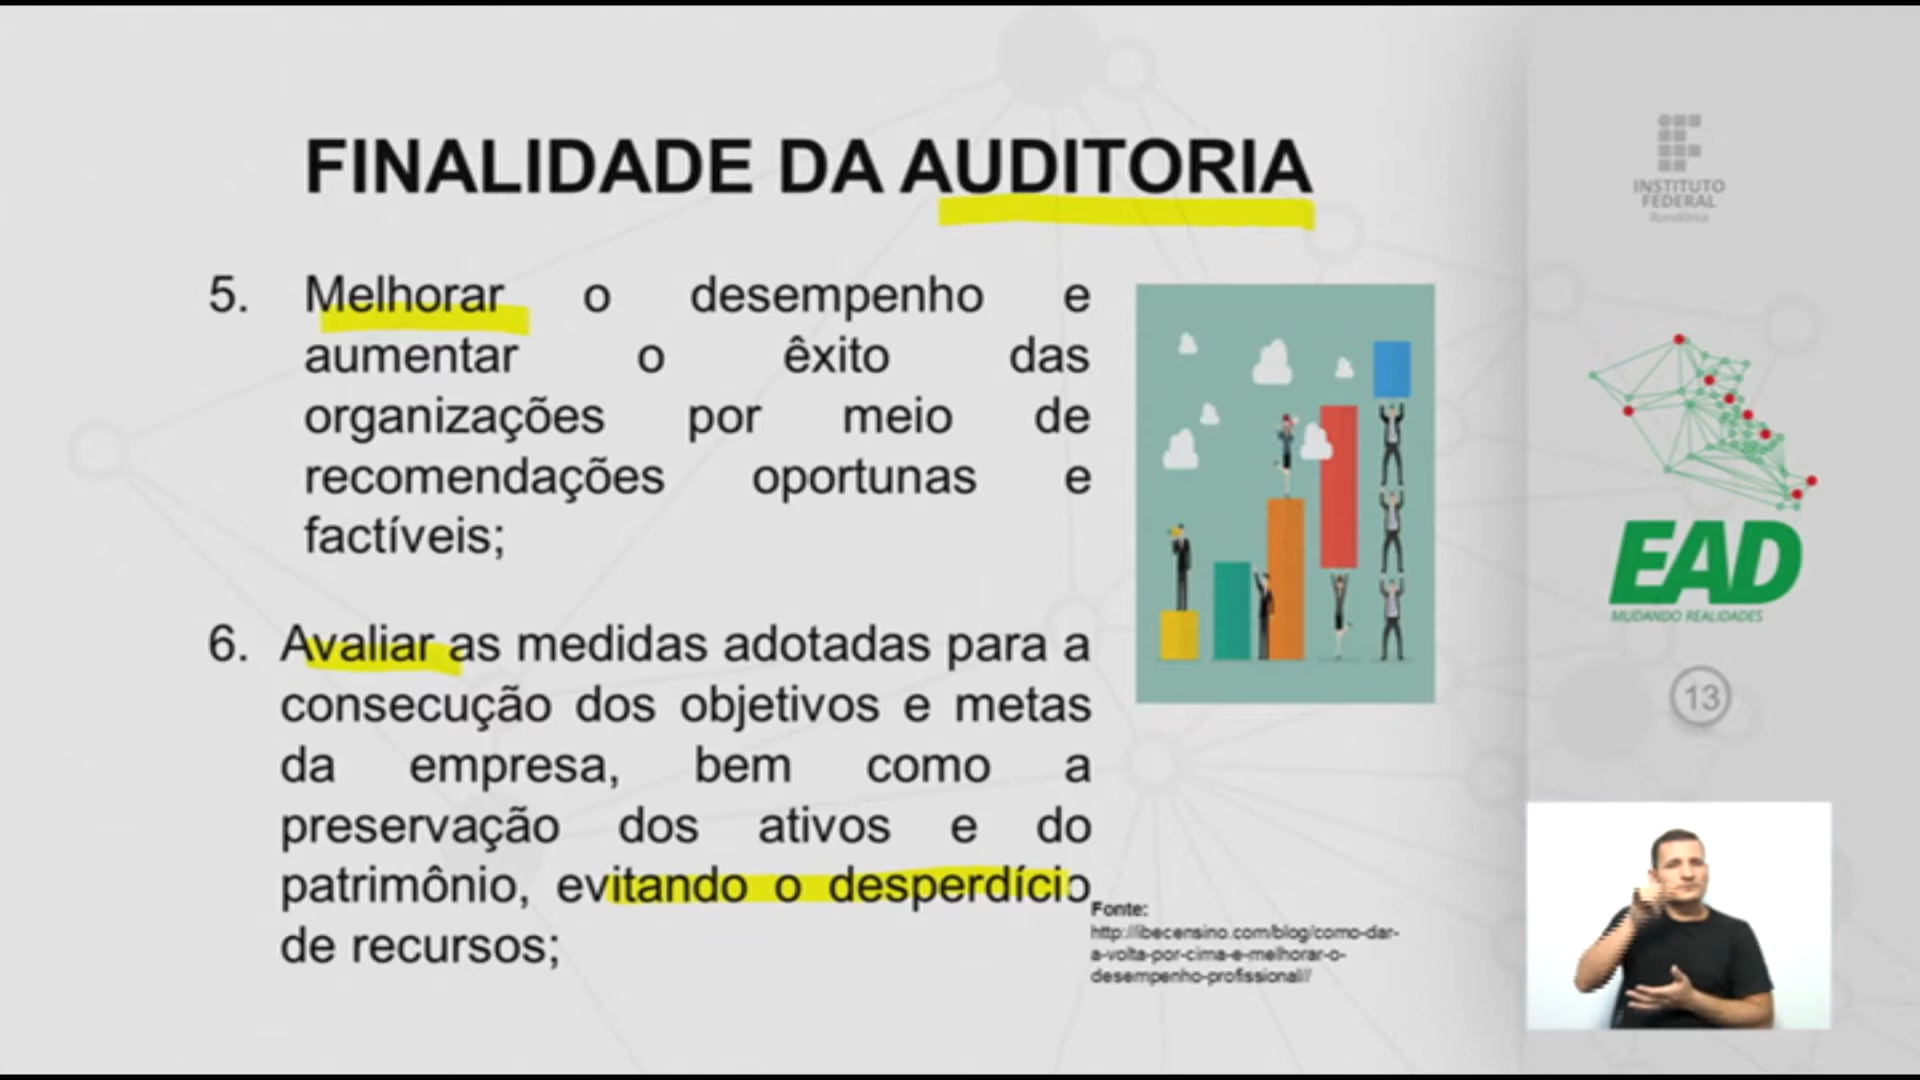 FINALIDADE DA AUDITORIA
5. Melhorar o desempenho e
aumentar o êxito das
organizações por meio de
recomendações oportunas e
factíveis;
6. Avaliar as medidas adotadas para a
consecução dos objetivos e metas
da empresa, bem como a
preservação dos ativos e do
patrimônio, evitando o desperdício
de recursos;
Fonte:
http://ibecensino.com/blog/como-dar-
a-volta-por-cima-e-melhorar-o-
desempenho-profissional//
INSTITUTO
FEDERAL
Rondônia
EAD
MUDANDO REALIDADES
13